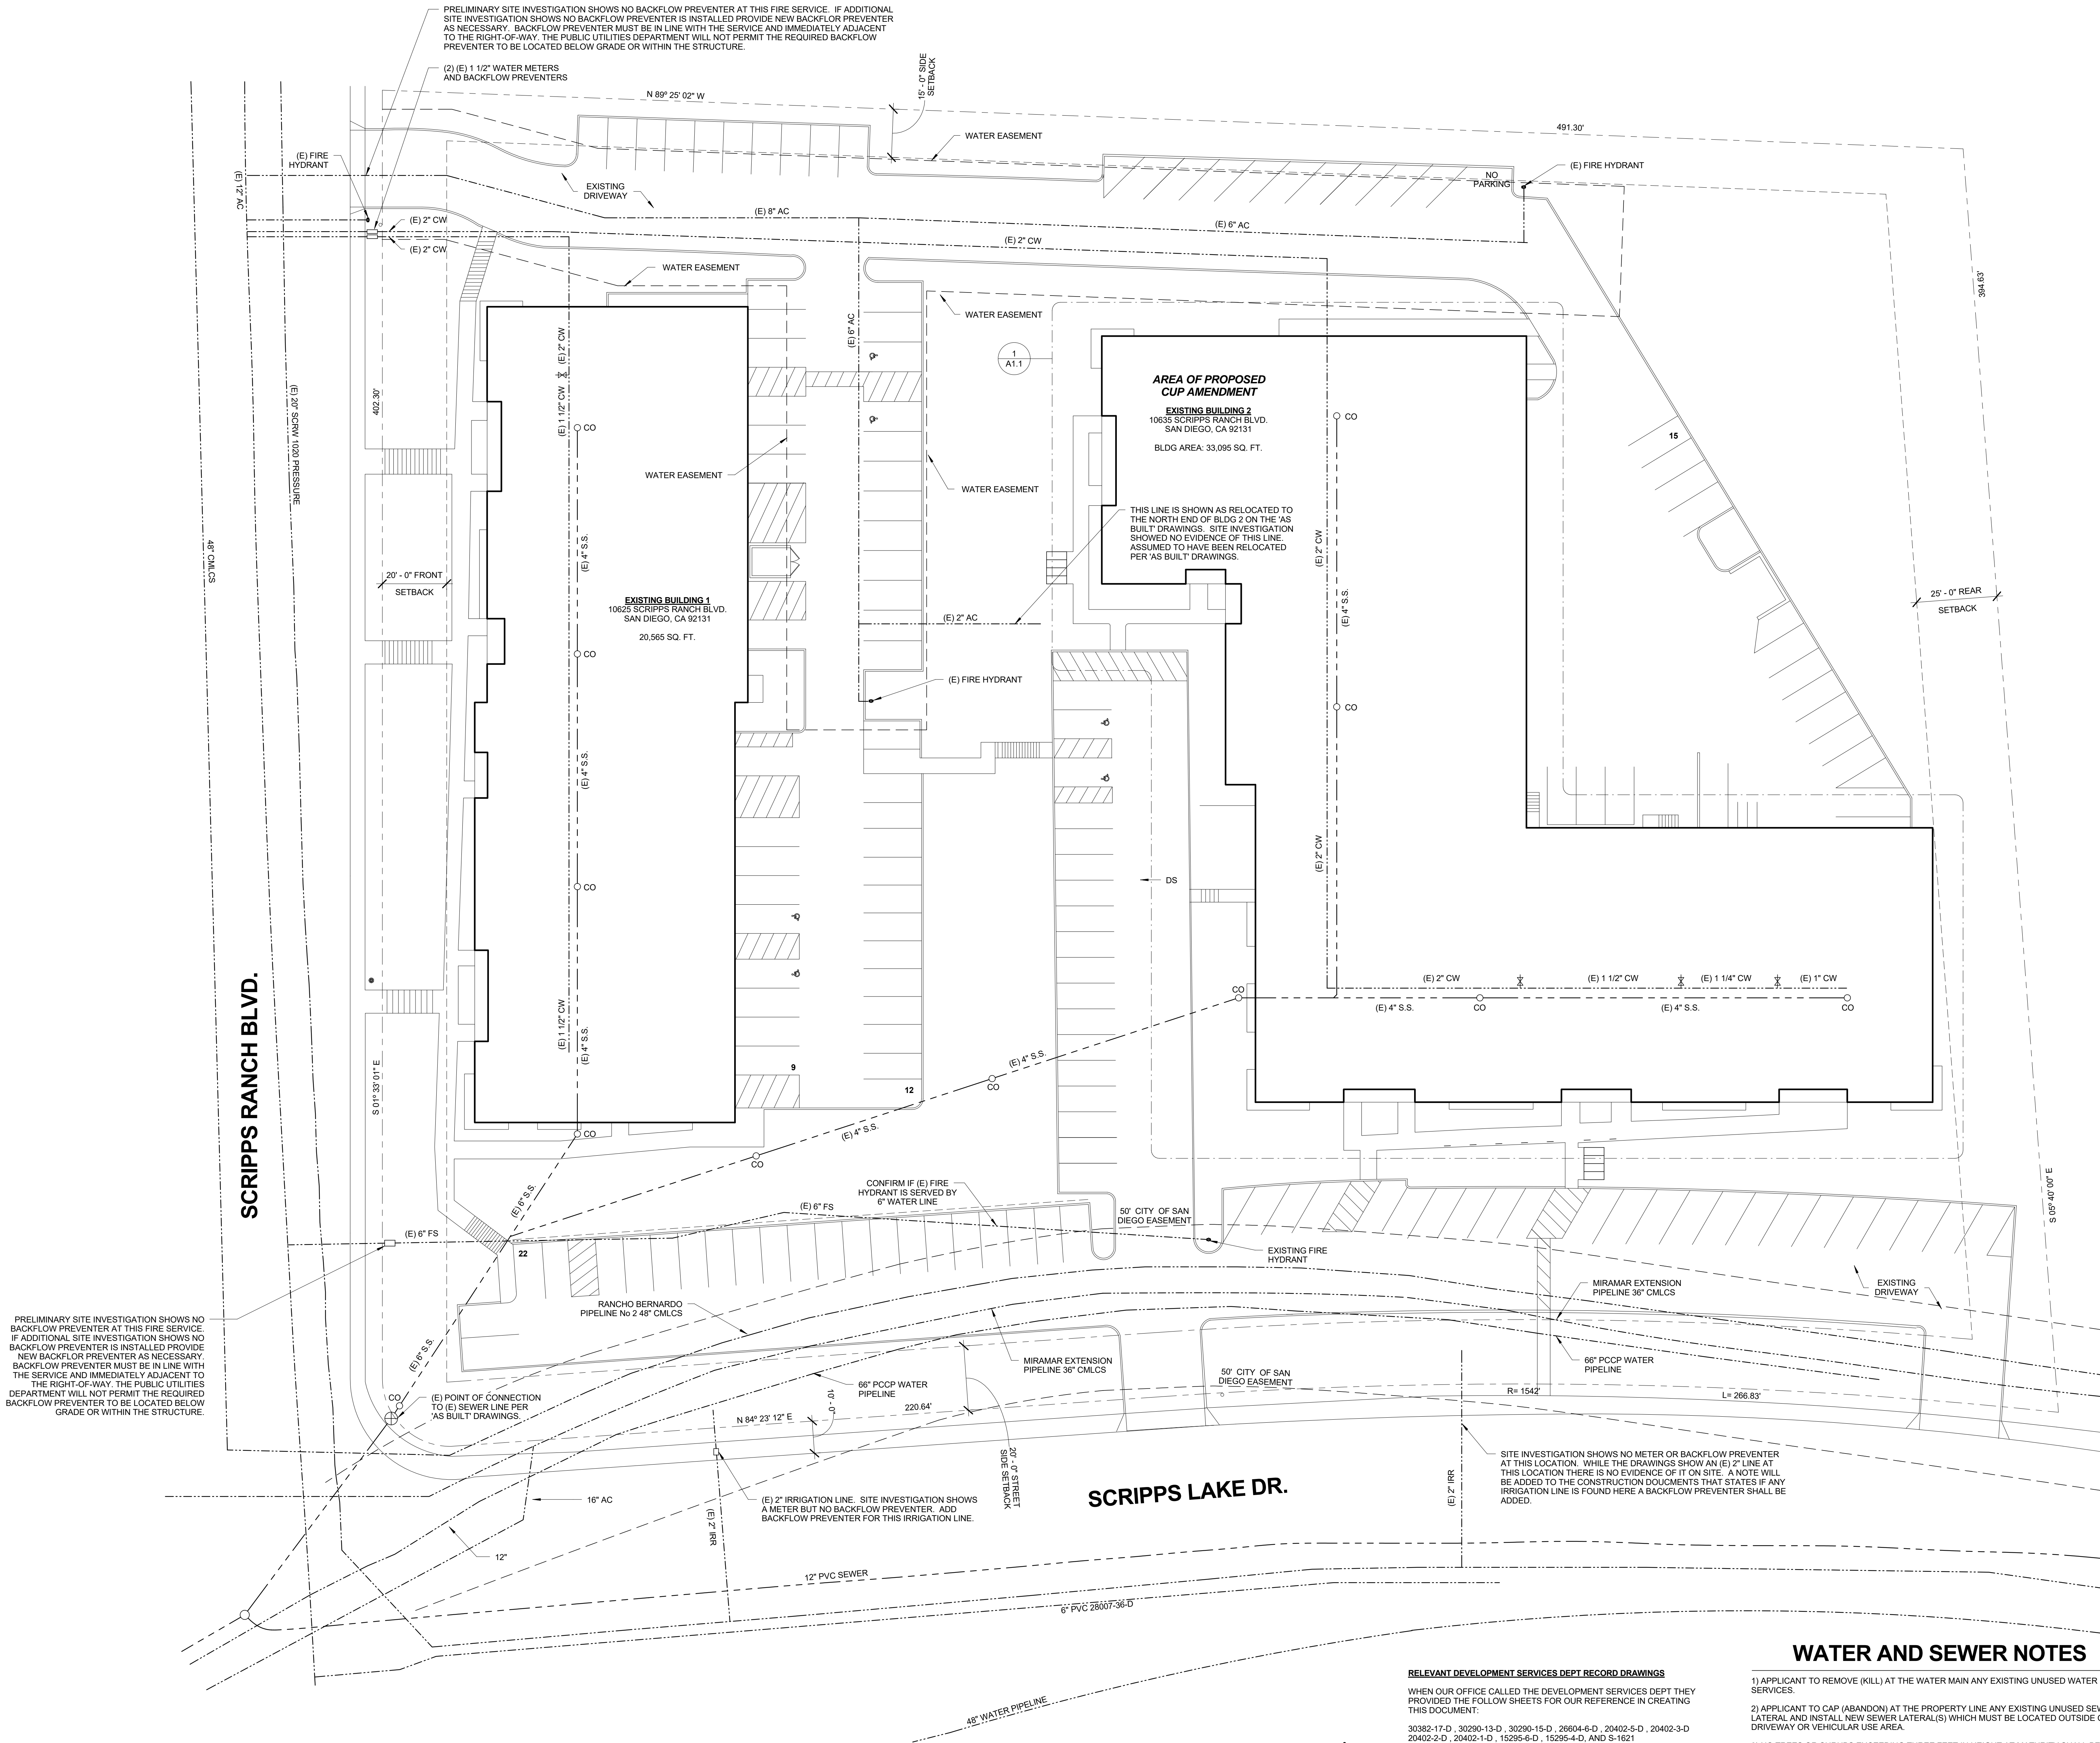 PRELIMINARY SITE INVESTIGATION SHOWS NO BACKFLOW PREVENTER AT THIS FIRE SERVICE. IF ADDITIONAL
SITE INVESTIGATION SHOWS NO BACKFLOW PREVENTER IS INSTALLED PROVIDE NEW BACKFLOR PREVENTER
AS NECESSARY. BACKFLOW PREVENTER MUST BE IN LINE WITH THE SERVICE AND IMMEDIATELY ADJACENT
TO THE RIGHT-OF-WAY. THE PUBLIC UTILITIES DEPARTMENT WILL NOT PERMIT THE REQUIRED BACKFLOW
PREVENTER TO BE LOCATED BELOW GRADE OR WITHIN THE STRUCTURE.
(2) (E) 1 1/2" WATER METERS
AND BACKFLOW PREVENTERS
15' - 0" SIDE
SETBACK
N 89º 25' 02" W
491.30'
WATER EASEMENT
(E) FIRE
HYDRANT
(E) FIRE HYDRANT
NO
PARKING
(E) 12" AC
EXISTING
DRIVEWAY
(E) 8" AC
(E) 6" AC
(E) 2" CW
(E) 2" CW
(E) 2" CW
WATER EASEMENT
394.63'
WATER EASEMENT
(E) 6" AC
(E) 2" CW
(E) 1 1/2" CW
1
A1.1
402.30'
(E) 20" SCRW 1020 PRESSURE
AREA OF PROPOSED
CUP AMENDMENT
EXISTING BUILDING 2
10635 SCRIPPS RANCH BLVD.
SAN DIEGO, CA 92131
BLDG AREA: 33,095 SQ. FT.
CO
CO
15
WATER EASEMENT
WATER EASEMENT
THIS LINE IS SHOWN AS RELOCATED TO
THE NORTH END OF BLDG 2 ON THE 'AS
BUILT' DRAWINGS. SITE INVESTIGATION
SHOWED NO EVIDENCE OF THIS LINE.
ASSUMED TO HAVE BEEN RELOCATED
PER 'AS BUILT' DRAWINGS.
48" CMLCS
(E) 4" S.S.
(E) 2" CW
(E) 4" S.S.
20' - 0" FRONT
SETBACK
EXISTING BUILDING 1
10625 SCRIPPS RANCH BLVD.
SAN DIEGO, CA 92131
20,565 SQ. FT.
25' - 0" REAR
SETBACK
(E) 2" AC
CO
(E) FIRE HYDRANT
CO
(E) 4" S.S.
(E) 2" CW
DS
CO
SCRIPPS RANCH BLVD.
(E) 2" CW
(E) 1 1/2" CW
(E) 1 1/4" CW
(E) 1" CW
CO
(E) 4" S.S.
CO
(E) 4" S.S.
CO
(E) 1 1/2" CW
(E) 4" S.S.
(E) 4" S.S.
CO
9
12
S 01º 33' 01" E
CO
(E) 4" S.S.
CO
S 05º 40' 00" E
CONFIRM IF (E) FIRE
HYDRANT IS SERVED BY
6" WATER LINE
(E) 6" S.S.
(E) 6" FS
50' CITY OF SAN
DIEGO EASEMENT
(E) 6" FS
22
EXISTING FIRE
HYDRANT
EXISTING
DRIVEWAY
MIRAMAR EXTENSION
PIPELINE 36" CMLCS
RANCHO BERNARDO
PIPELINE No 2 48" CMLCS
PRELIMINARY SITE INVESTIGATION SHOWS NO
BACKFLOW PREVENTER AT THIS FIRE SERVICE.
IF ADDITIONAL SITE INVESTIGATION SHOWS NO
BACKFLOW PREVENTER IS INSTALLED PROVIDE
NEW BACKFLOR PREVENTER AS NECESSARY.
BACKFLOW PREVENTER MUST BE IN LINE WITH
THE SERVICE AND IMMEDIATELY ADJACENT TO
THE RIGHT-OF-WAY. THE PUBLIC UTILITIES
DEPARTMENT WILL NOT PERMIT THE REQUIRED
BACKFLOW PREVENTER TO BE LOCATED BELOW
GRADE OR WITHIN THE STRUCTURE.
(E) 6" S.S.
MIRAMAR EXTENSION
PIPELINE 36" CMLCS
66" PCCP WATER
PIPELINE
50' CITY OF SAN
DIEGO EASEMENT
66" PCCP WATER
PIPELINE
CO
(E) POINT OF CONNECTION
TO (E) SEWER LINE PER
'AS BUILT' DRAWINGS.
10' - 0"
R= 1542'
L= 266.83'
N 84º 23' 12" E
220.64'
20' - 0" STREET
SIDE SETBACK
SITE INVESTIGATION SHOWS NO METER OR BACKFLOW PREVENTER
AT THIS LOCATION. WHILE THE DRAWINGS SHOW AN (E) 2" LINE AT
THIS LOCATION THERE IS NO EVIDENCE OF IT ON SITE. A NOTE WILL
BE ADDED TO THE CONSTRUCTION DOUCMENTS THAT STATES IF ANY
IRRIGATION LINE IS FOUND HERE A BACKFLOW PREVENTER SHALL BE
ADDED.
(E) 2" IRR
SCRIPPS LAKE DR.
16" AC
(E) 2" IRRIGATION LINE. SITE INVESTIGATION SHOWS
A METER BUT NO BACKFLOW PREVENTER. ADD
BACKFLOW PREVENTER FOR THIS IRRIGATION LINE.
(E) 2" IRR
12"
12" PVC SEWER
6" PVC 28007-36-D
48" WATER PIPELINE
RELEVANT DEVELOPMENT SERVICES DEPT RECORD DRAWINGS
WHEN OUR OFFICE CALLED THE DEVELOPMENT SERVICES DEPT THEY
PROVIDED THE FOLLOW SHEETS FOR OUR REFERENCE IN CREATING
THIS DOCUMENT:
30382-17-D , 30290-13-D , 30290-15-D , 26604-6-D , 20402-5-D , 20402-3-D
20402-2-D , 20402-1-D , 15295-6-D , 15295-4-D, AND S-1621
WATER AND SEWER NOTES
1) APPLICANT TO REMOVE (KILL) AT THE WATER MAIN ANY EXISTING UNUSED WATER
SERVICES.
2) APPLICANT TO CAP (ABANDON) AT THE PROPERTY LINE ANY EXISTING UNUSED
LATERAL AND INSTALL NEW SEWER LATERAL(S) WHICH MUST BE LOCATED OUTSIDE
DRIVEWAY OR VEHICULAR USE AREA.